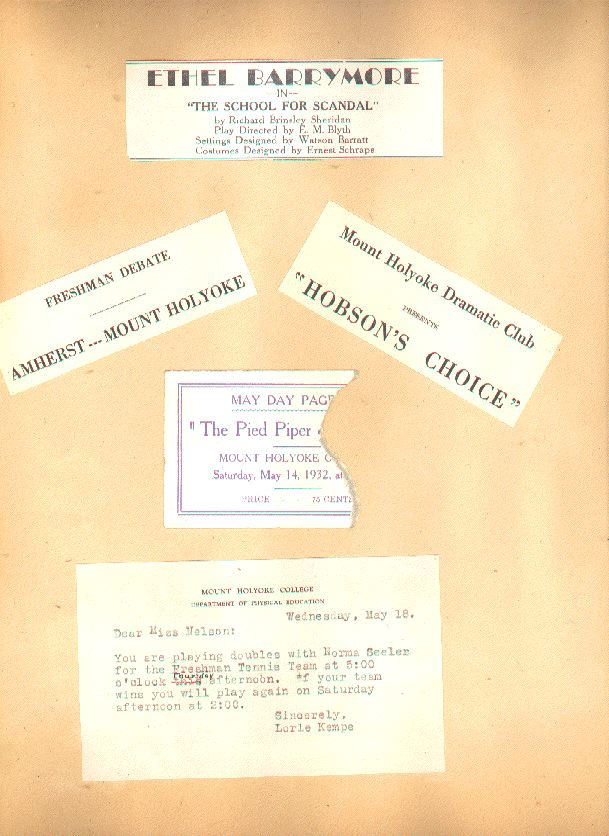 ETHEL BARRYMORE
—IN—
"THE SCHOOL FOR SCANDAL"
by Richard Brinsley Sheridan
Play Directed by E. M. Blyth
Settings Designed by Watson Barratt
Costumes Designed by Ernest Schraps
FRESHMAN DEBATE
AMHERST---MOUNT HOLYOKE
Mount Holyoke Dramatic Club
PRESENTS
"HOBSON'S CHOICE"
MAY DAY PAGE
"The Pied Piper
MOUNT HOLYOKE C
Saturday, May 14, 1932, at
PRICE - 75 CENT
MOUNT HOLYOKE COLLEGE
DEPARTMENT OF PHYSICAL EDUCATION
Wednesday, May 18.
Dear Miss Nelson:
You are playing doubles with Norma Seeler
for the Freshman Tennis Team at 5:00
Thursday
o'clock this afternoon. If your team
wins you will play again on Saturday
afternoon at 2:00.
Sincerely,
Lorle Kempe